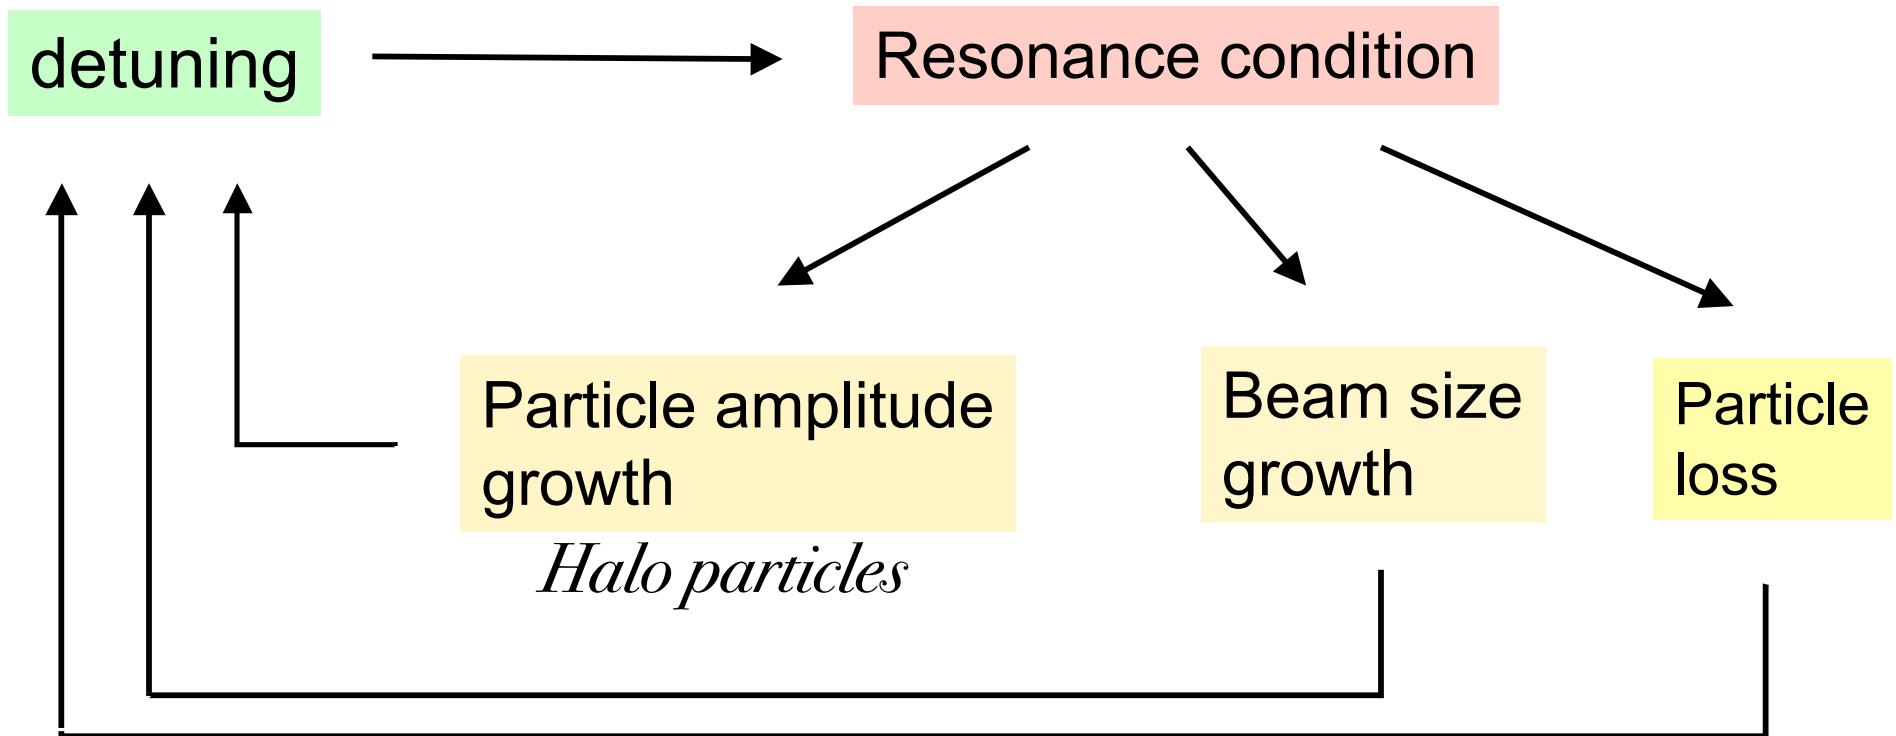 detuning
Resonance condition
Particle amplitude
growth
Halo particles
Beam size
growth
Particle
loss